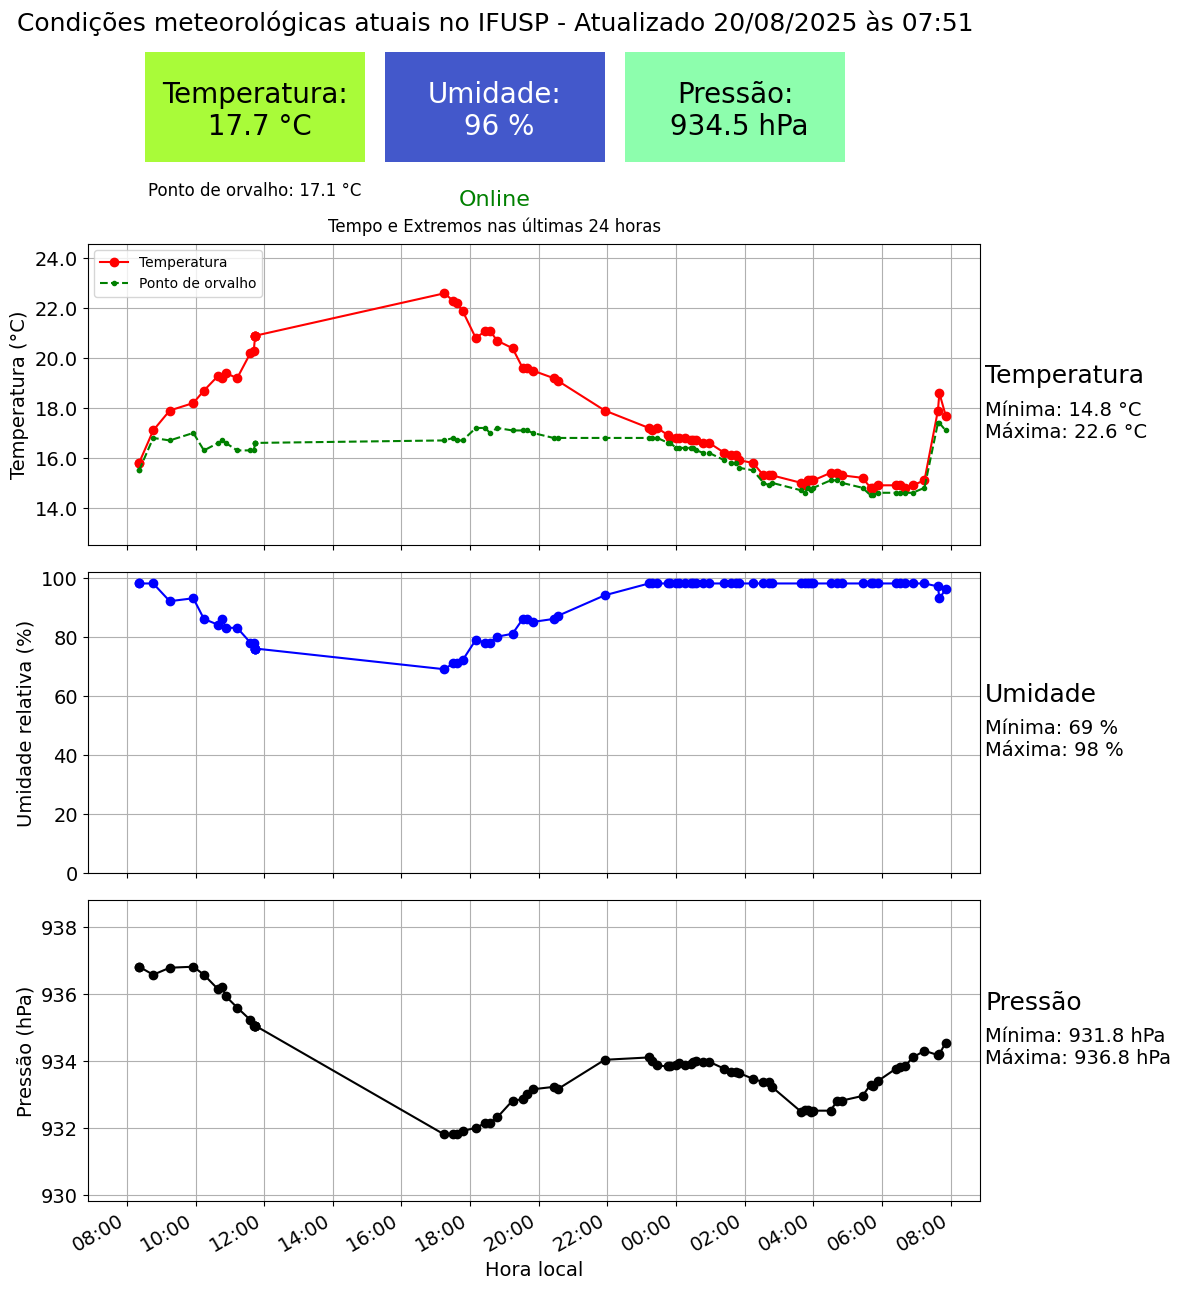 Condições meteorológicas atuais no IFUSP - Atualizado 20/08/2025 às 07:51
Temperatura:
17.7 °C
Umidade:
96 %
Pressão:
934.5 hPa
Ponto de orvalho: 17.1 °C
Online
Tempo e Extremos nas últimas 24 horas
Temperatura (°C)
24.0
22.0
20.0
18.0
16.0
14.0
Temperatura
Ponto de orvalho
Temperatura
Mínima: 14.8 °C
Máxima: 22.6 °C
Umidade relativa (%)
100
80
60
40
20
0
Umidade
Mínima: 69 %
Máxima: 98 %
Pressão (hPa)
938
936
934
932
930
Pressão
Mínima: 931.8 hPa
Máxima: 936.8 hPa
08:00
10:00
12:00
14:00
16:00
18:00
20:00
22:00
00:00
02:00
04:00
06:00
08:00
Hora local